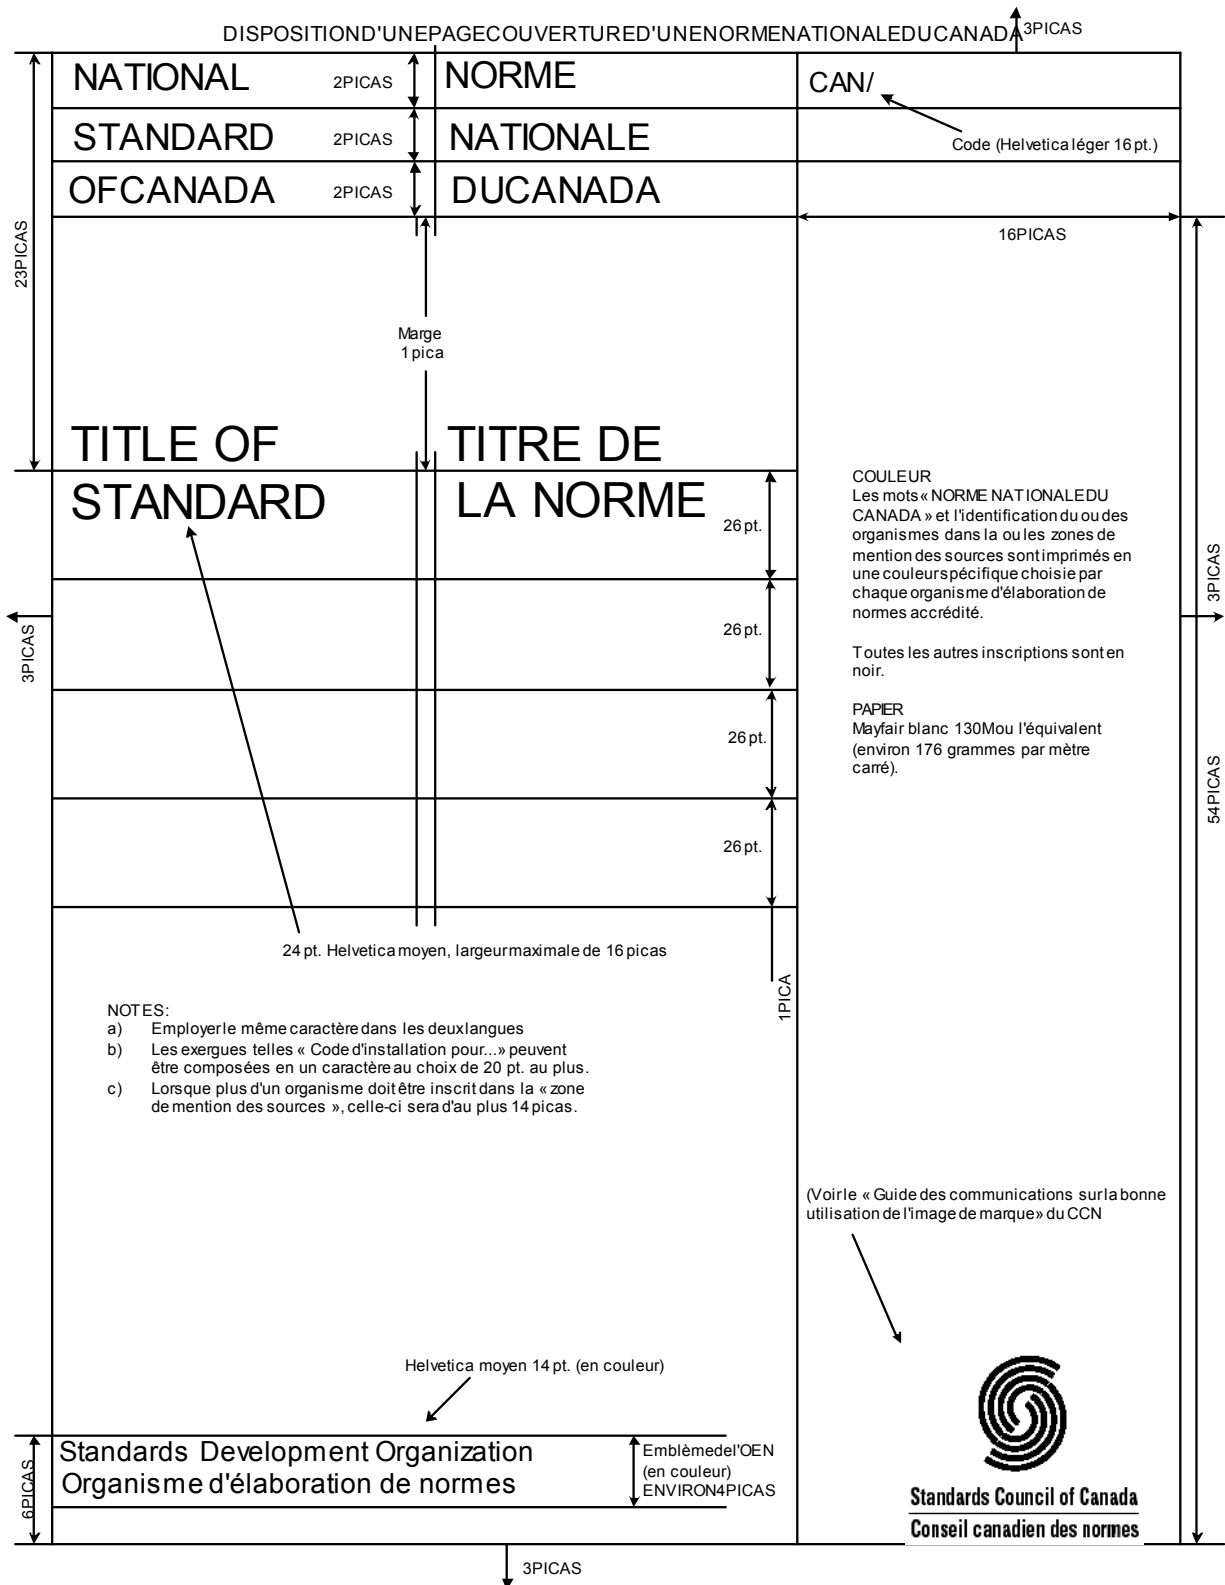 DISPOSITIOND'UNEPAGECOUVERTURED'UNENORMENATIONALEDUCANADA
3PICAS
NATIONAL 2PICAS NORME CAN/
STANDARD 2PICAS NATIONALE
Code (Helvetica léger 16 pt.)
OFCANADA 2PICAS DUCANADA
16PICAS
23PICAS
Marge
1 pica
TITLE OF TITRE DE
STANDARD LA NORME
26 pt.
26 pt.
26 pt.
26 pt.
3PICAS
COULEUR
Les mots « NORME NATIONALEDU
CANADA » et l'identification du ou des
organismes dans la ou les zones de
mention des sources sont imprimés en
une couleur spécifique choisie par
chaque organisme d'élaboration de
normes accrédité.
Toutes les autres inscriptions sont en
noir.
PAPIER
Mayfair blanc 130Mou l'équivalent
(environ 176 grammes par mètre
carré).
3PICAS
54PICAS
24 pt. Helvetica moyen, largeur maximale de 16 picas
1PICA
NOTES:
a) Employer le même caractère dans les deux langues
b) Les exergues telles « Code d'installation pour...» peuvent
être composées en un caractère au choix de 20 pt. au plus.
c) Lorsque plus d'un organisme doit être inscrit dans la « zone
de mention des sources », celle-ci sera d'au plus 14 picas.
(Voir le « Guide des communications sur la bonne
utilisation de l'image de marque» du CCN
Helvetica moyen 14 pt. (en couleur)
6PICAS
Standards Development Organization
Organisme d'élaboration de normes
Emblèmedel'OEN
(en couleur)
ENVIRON4PICAS
Standards Council of Canada
Conseil canadien des normes
3PICAS